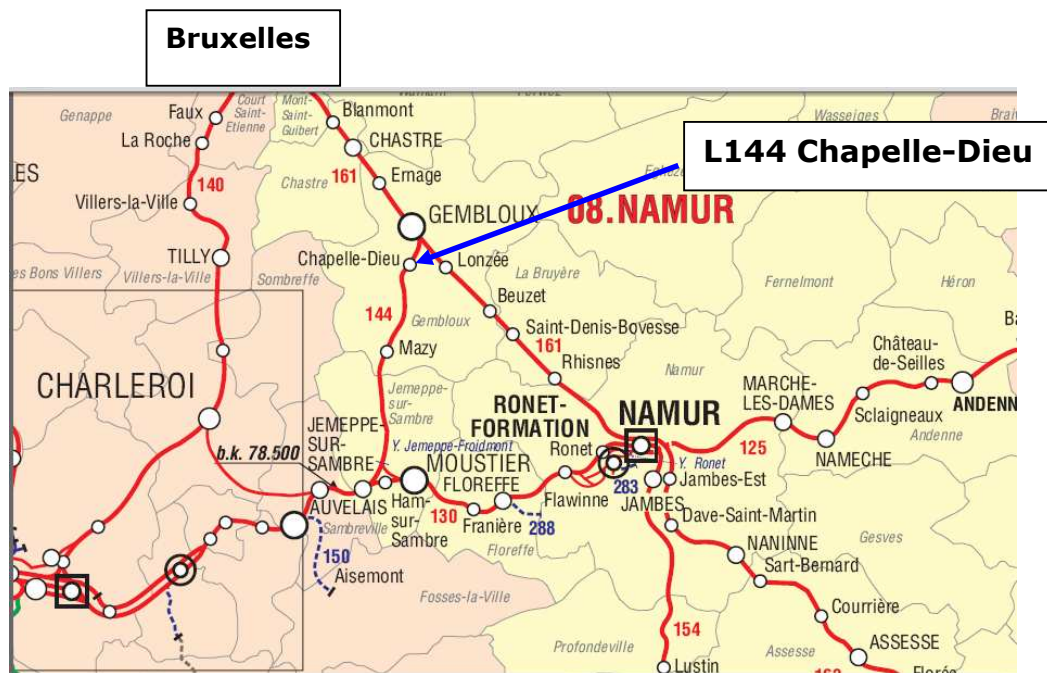 Bruxelles
L144 Chapelle-Dieu
Genappe
Faux
Court
Saint-
Etienne
Mont-
Saint-
Guibert
Blanmont
Wasseiges
La Roche
CHASTRE
Chastre
161
Ernage
140
Villers-la-Ville
GEMBLOUX
08.NAMUR
TILLY
Chapelle-Dieu
Lonzée
es Bons Villers
Villers-la-Ville
Sombreffe
La Bruyère
Fernelmont
Héron
Beuzet
144
Gembloux
Saint-Denis-Bovesse
161
Mazy
Rhisnes
Namur
Château-
de-Seilles
CHARLEROI
Jemeppe-
sur-
Sambre
MARCHE-
LES-DAMES
ANDENN
Sclaigneaux
Andenne
NAMECHE
125
RONET-
FORMATION
NAMUR
JEMEPPE-
SUR-
SAMBRE
b.k. 78.500
Y. Jemeppe-Froidmont
MOUSTIER
Ronet
Y. Ronet
FLOREFFE
Flawinne
283
JAMBES
Jambes-Est
AUVELAIS
Ham-
sur-
Sambre
130
Franière
288
Dave-Saint-Martin
Sambreville
150
Floreffe
NANINNE
Gesves
Sart-Bernard
Aisemont
Fosses-la-Ville
Courrière
154
Profondeville
Assesse
ASSESSE
Lustin